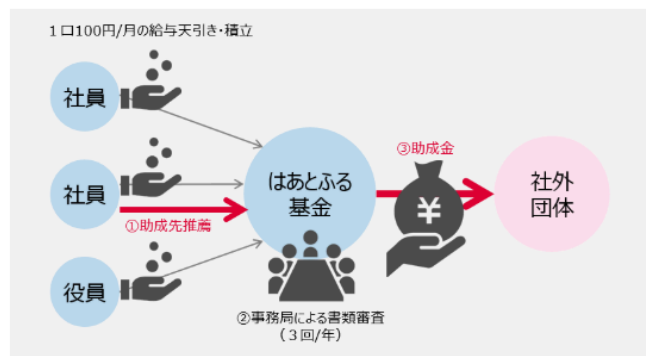 １口100円/月の給与天引き・積立
社員
社員
①助成先推薦
役員
はあとふる
基金
②事務局による書類審査
（３回/年）
③助成金
¥
社外
団体